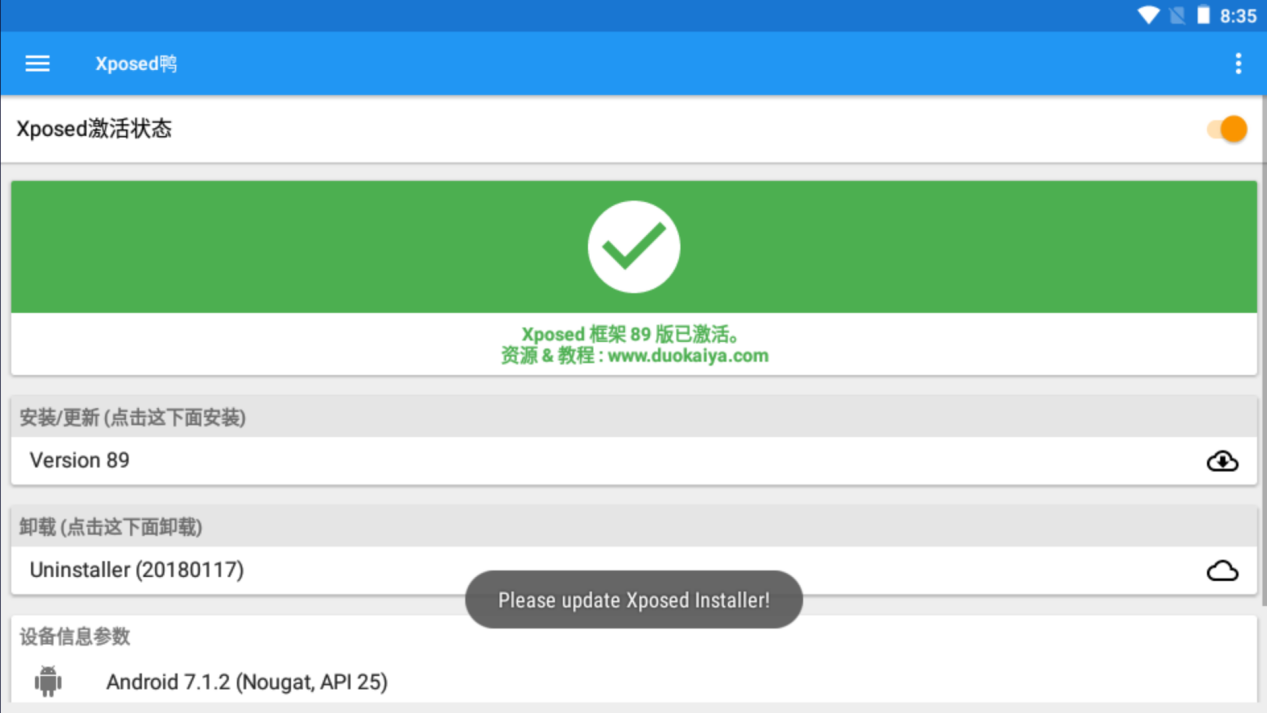 8:35
Xposed鸭
Xposed激活状态
Xposed 框架 89 版已激活。
资源 & 教程 : www.duokaiya.com
安装/更新 (点击这下面安装)
Version 89
卸载 (点击这下面卸载)
Uninstaller (20180117)
Please update Xposed Installer!
设备信息参数
Android 7.1.2 (Nougat, API 25)